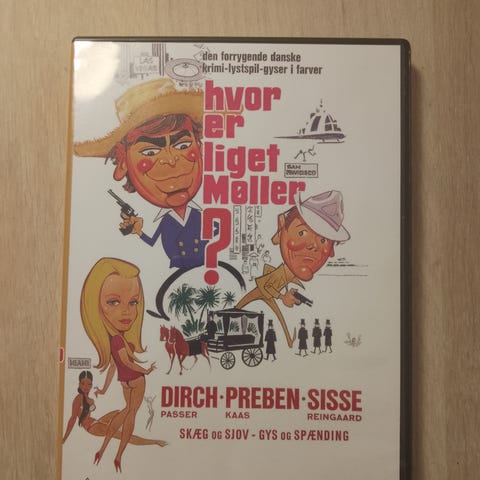 LAS VEGAS
den forrygende danske
krimi-lystspil-gyser i farver
hvor
er
liget
Møller
?
SAN FRANCISCO
MIAMI
DIRCH · PREBEN · SISSE
PASSER KAAS REINGAARD
SKÆG OG SJOV - GYS OG SPÆNDING